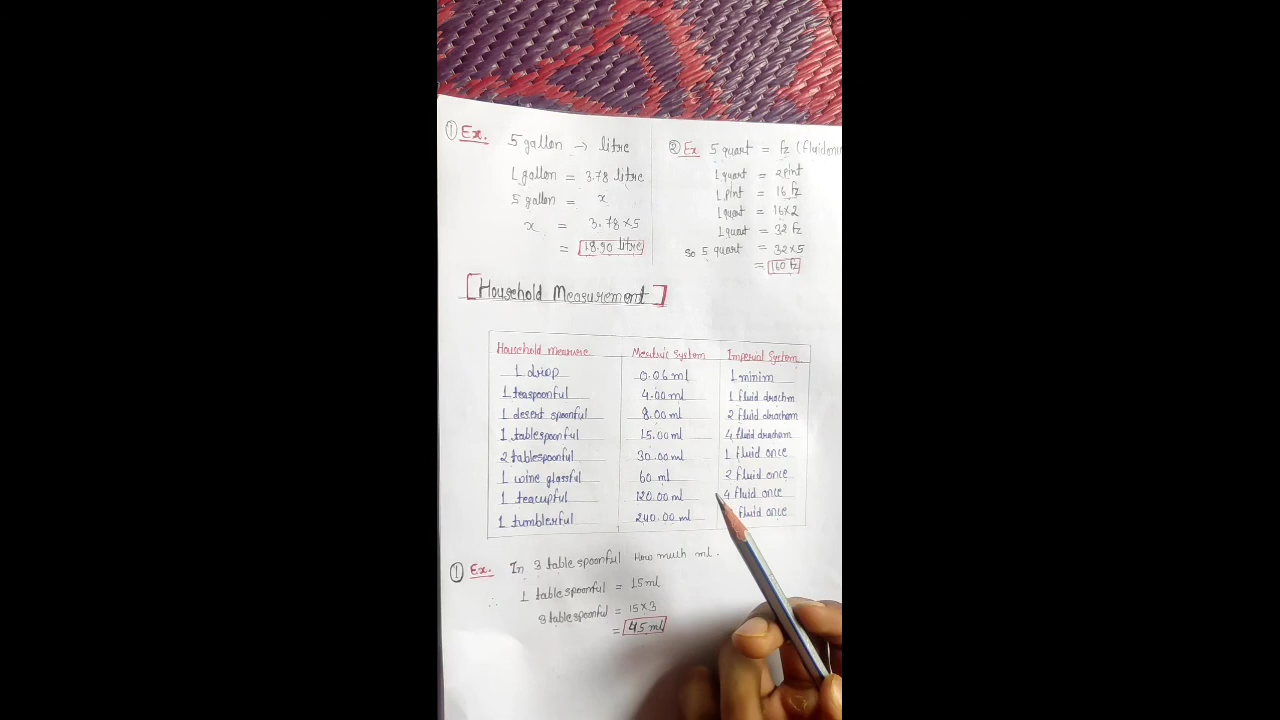 ① Ex. 5 gallon → litre
1 gallon = 3.78 litre
5 gallon = x
x = 3.78×5
= 18.90 litre
② Ex 5 quart = fz (fluid
1 quart = 2 pint
1 pint = 16 fz
1 quart = 16×2
1 quart = 32 fz
so 5 quart = 32×5
= 160 fz
[Household Measurement]
Household measure Meatric System Imperial System
1 drop 0.06 ml 1 minim
1 teaspoonful 4.00 ml 1 fluid drachm
1 desert spoonful 8.00 ml 2 fluid dracham
1 tablespoonful 15.00 ml 4 fluid dracham
2 tablespoonful 30.00 ml 1 fluid once
1 wine glassful 60 ml 2 fluid once
1 teacupful 120.00 ml 4 fluid once
1 tumblerful 240.00 ml fluid once
① Ex. In 3 table spoonful How much ml.
∴ 1 table spoonful = 15ml
3 table spoonful = 15×3
= 45 ml